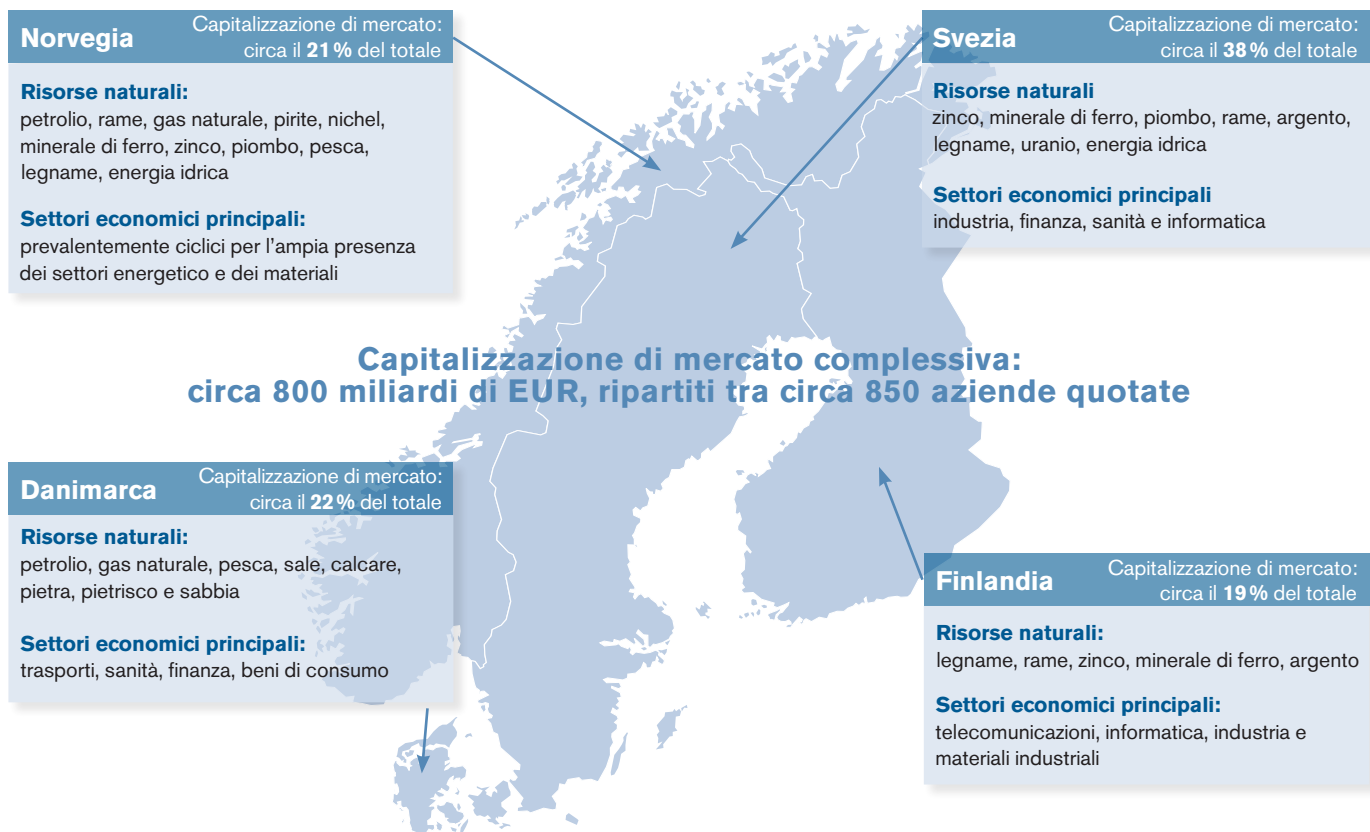 Norvegia
Capitalizzazione di mercato:
circa il 21% del totale
Risorse naturali:
petrolio, rame, gas naturale, pirite, nichel,
minerale di ferro, zinco, piombo, pesca,
legname, energia idrica
Settori economici principali:
prevalentemente ciclici per l'ampia presenza
dei settori energetico e dei materiali
Svezia
Capitalizzazione di mercato:
circa il 38% del totale
Risorse naturali
zinco, minerale di ferro, piombo, rame, argento,
legname, uranio, energia idrica
Settori economici principali
industria, finanza, sanità e informatica
Capitalizzazione di mercato complessiva:
circa 800 miliardi di EUR, ripartiti tra circa 850 aziende quotate
Danimarca
Capitalizzazione di mercato:
circa il 22% del totale
Risorse naturali:
petrolio, gas naturale, pesca, sale, calcare,
pietra, pietrisco e sabbia
Settori economici principali:
trasporti, sanità, finanza, beni di consumo
Finlandia
Capitalizzazione di mercato:
circa il 19% del totale
Risorse naturali:
legname, rame, zinco, minerale di ferro, argento
Settori economici principali:
telecomunicazioni, informatica, industria e
materiali industriali